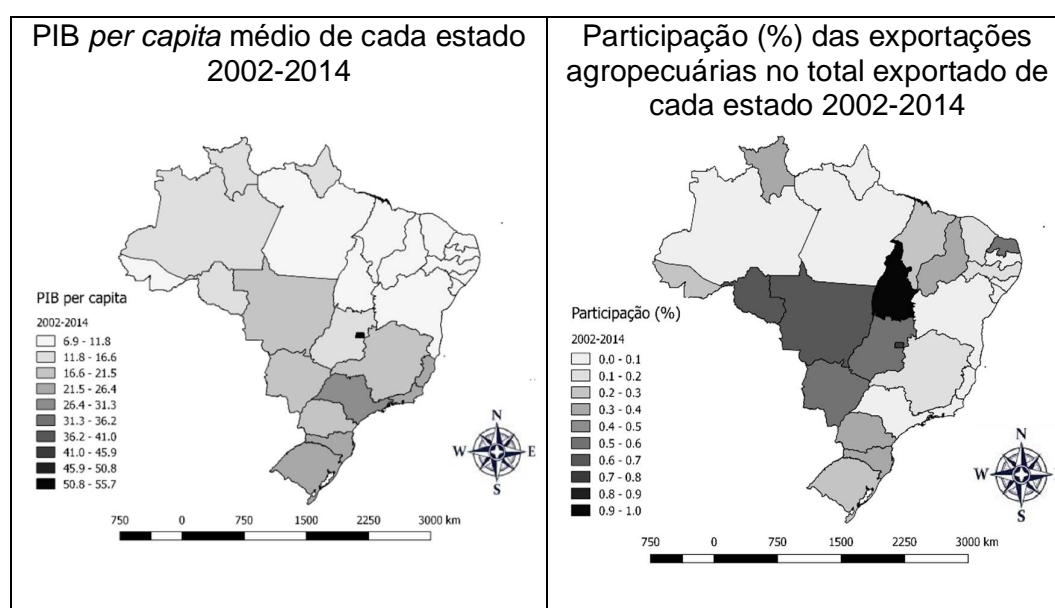 PIB per capita médio de cada estado
2002-2014
PIB per capita
2002-2014
6.9 - 11.8
11.8 - 16.6
16.6 - 21.5
21.5 - 26.4
26.4 - 31.3
31.3 - 36.2
36.2 - 41.0
41.0 - 45.9
45.9 - 50.8
50.8 - 55.7
N
W
E
S
750
0
750
1500
2250
3000 km
Participação (%) das exportações
agropecuárias no total exportado de
cada estado 2002-2014
Participação (%)
2002-2014
0.0 - 0.1
0.1 - 0.2
0.2 - 0.3
0.3 - 0.4
0.4 - 0.5
0.5 - 0.6
0.6 - 0.7
0.7 - 0.8
0.8 - 0.9
0.9 - 1.0
N
W
S
750
0
750
1500
2250
3000 km